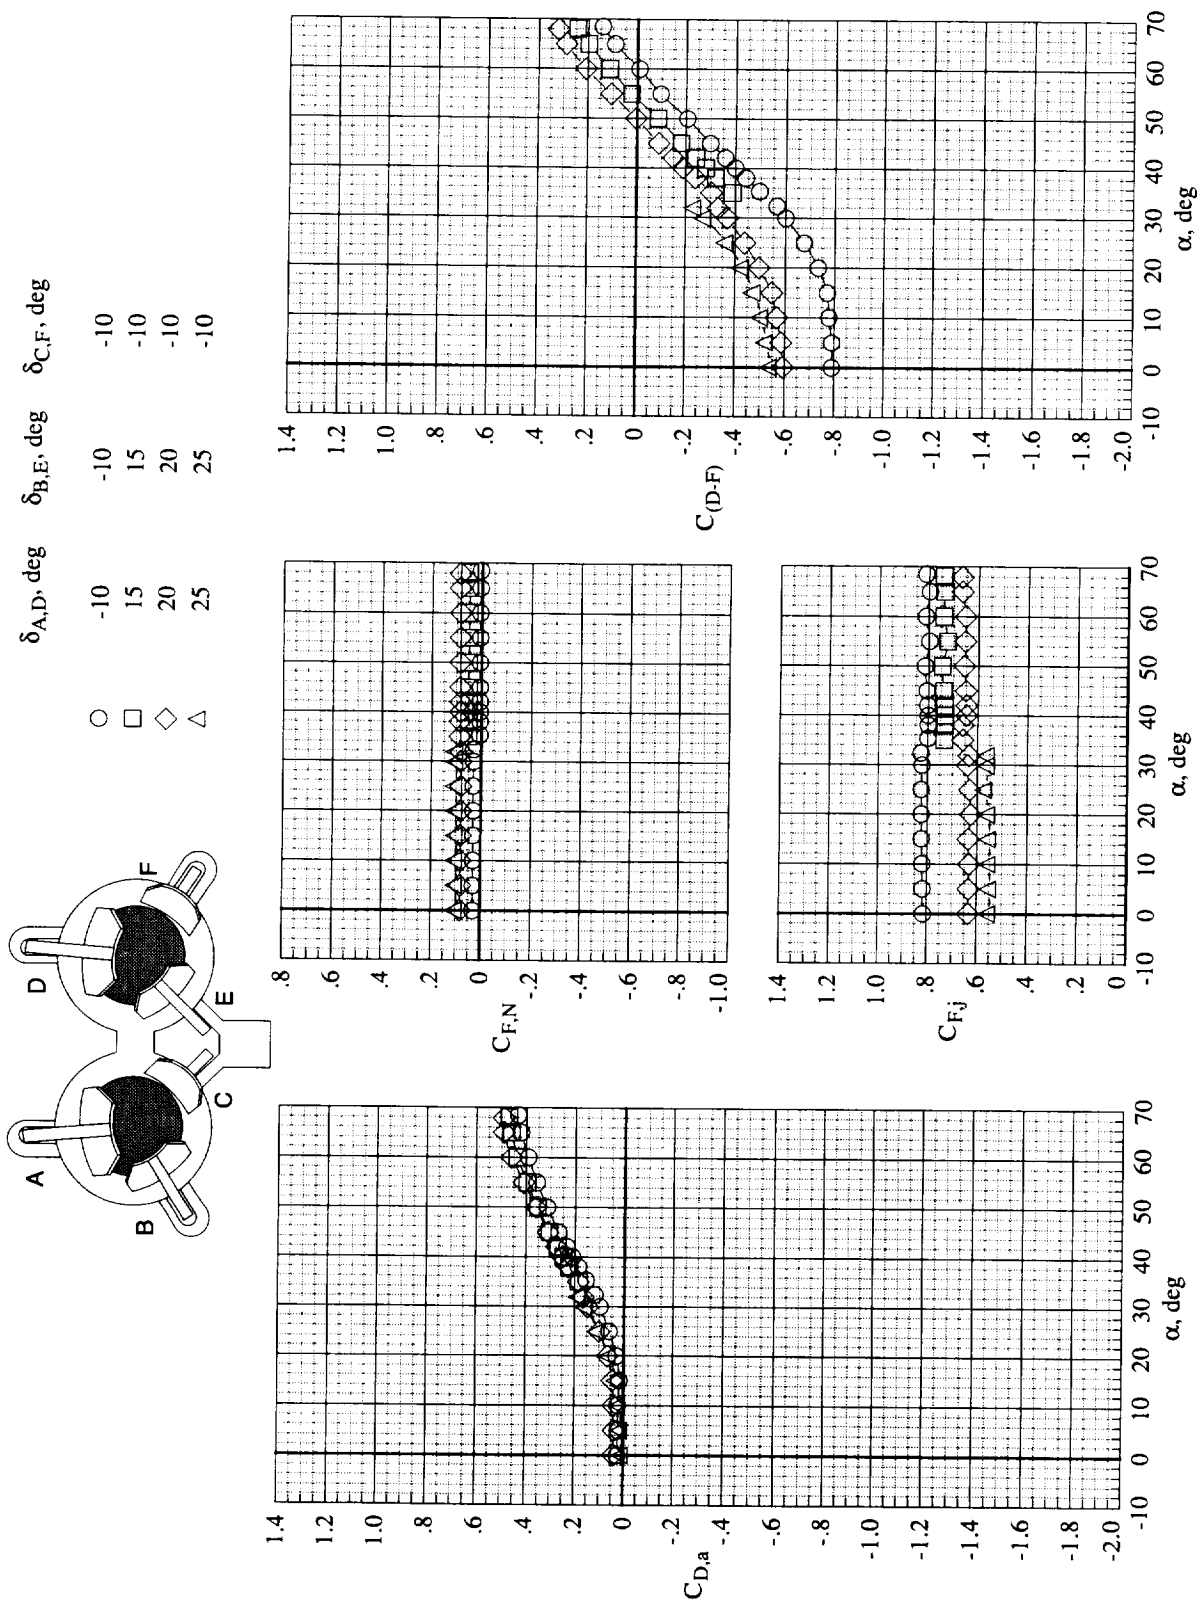 δA,D, deg δB,E, deg δC,F, deg
-10 -10 -10
15 15 -10
20 20 -10
25 25 -10
A
B
C
D
E
F
1.4
1.2
1.0
.8
.6
.4
.2
0
-.2
-.4
-.6
-.8
-1.0
-1.2
-1.4
-1.6
-1.8
-2.0
CD,a
-10 0 10 20 30 40 50 60 70
α, deg
.8
.6
.4
.2
0
-.2
-.4
-.6
-.8
-1.0
CF,N
1.4
1.2
1.0
.8
.6
.4
.2
0
CF,j
-10 0 10 20 30 40 50 60 70
α, deg
1.4
1.2
1.0
.8
.6
.4
.2
0
-.2
-.4
-.6
-.8
-1.0
-1.2
-1.4
-1.6
-1.8
-2.0
C(D-F)
-10 0 10 20 30 40 50 60 70
α, deg